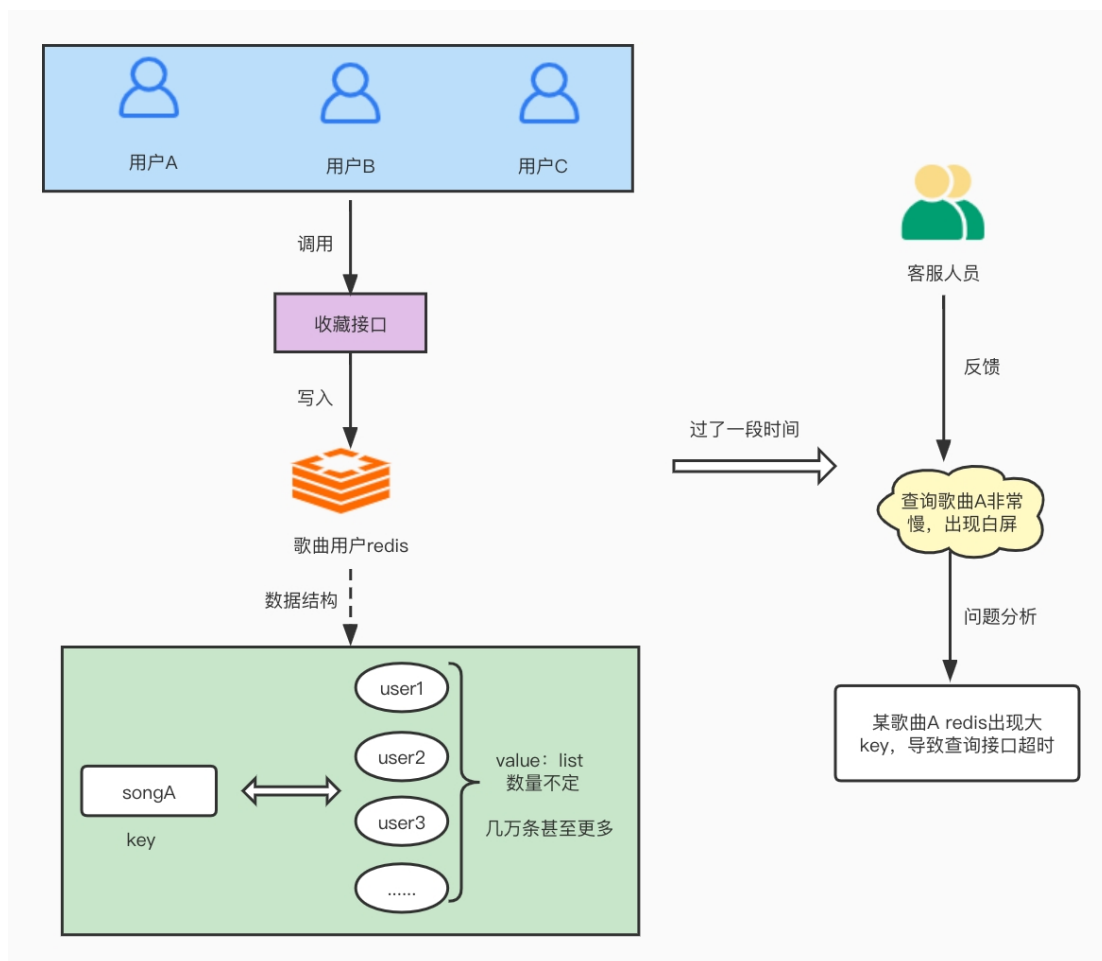 用户A
用户B
用户C
调用
收藏接口
写入
歌曲用户redis
数据结构
songA
key
user1
user2
user3
......
value：list
数量不定
几万条甚至更多
过了一段时间
客服人员
反馈
查询歌曲A非常
慢，出现白屏
问题分析
某歌曲A redis出现大
key，导致查询接口超时